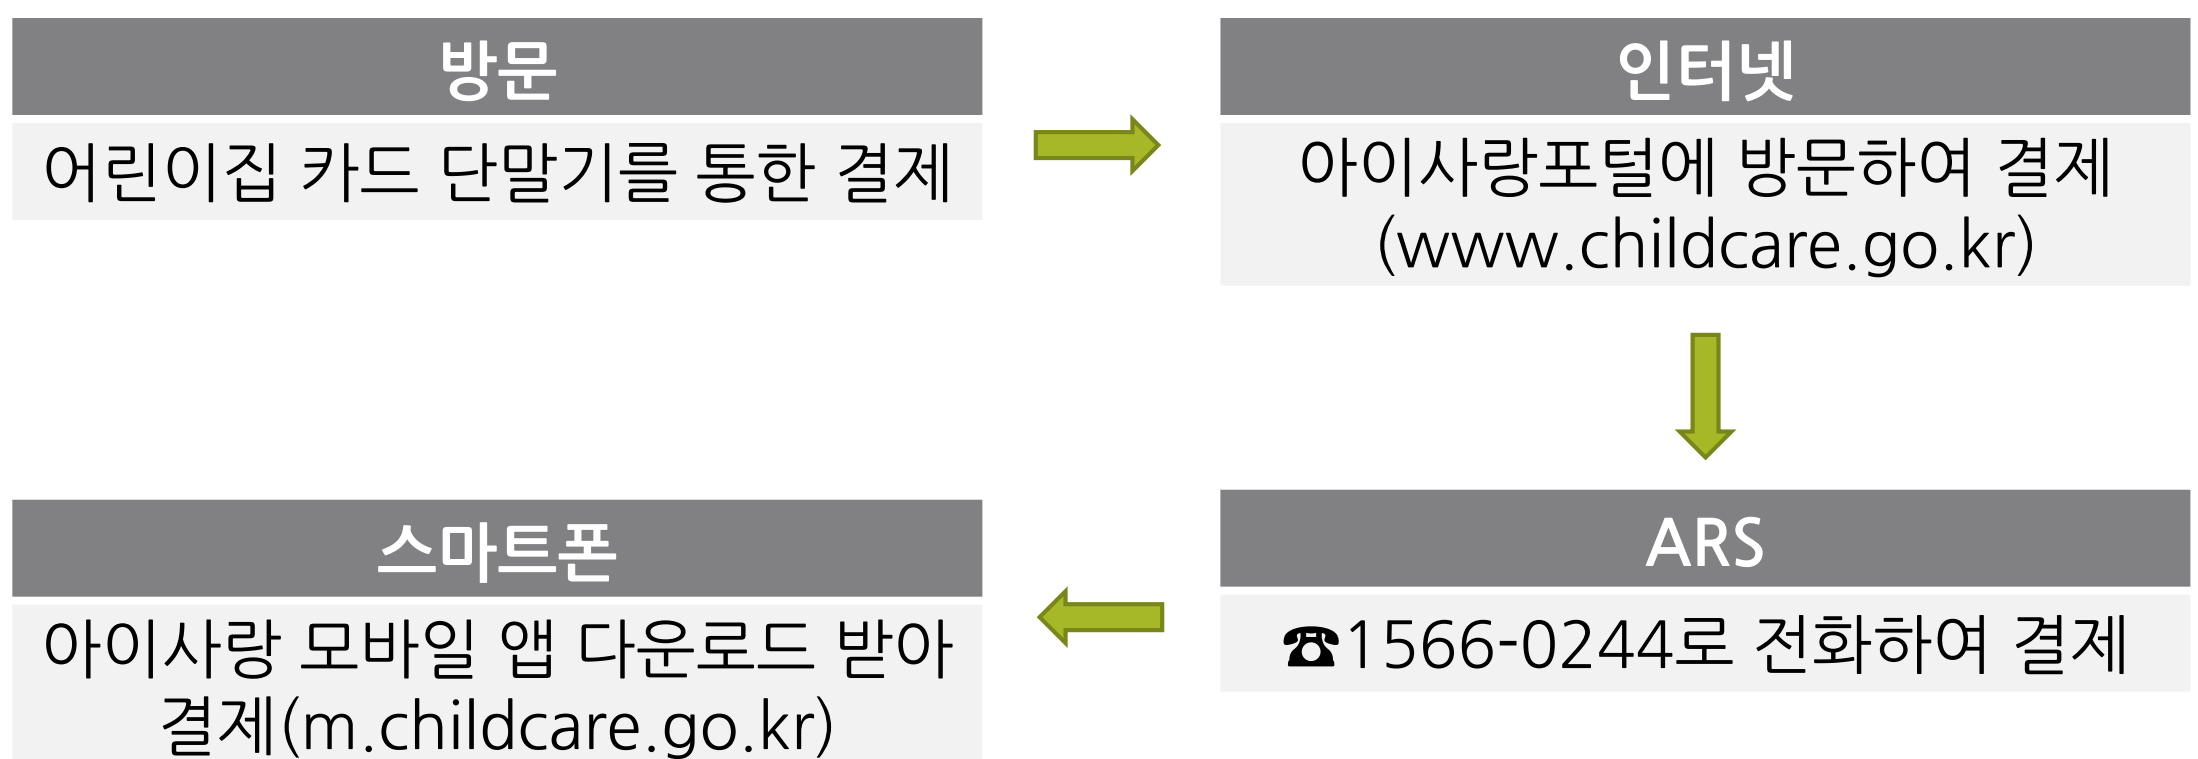 방문
어린이집 카드 단말기를 통한 결제
인터넷
아이사랑포털에 방문하여 결제
(www.childcare.go.kr)
ARS
☎1566-0244로 전화하여 결제
스마트폰
아이사랑 모바일 앱 다운로드 받아
결제(m.childcare.go.kr)